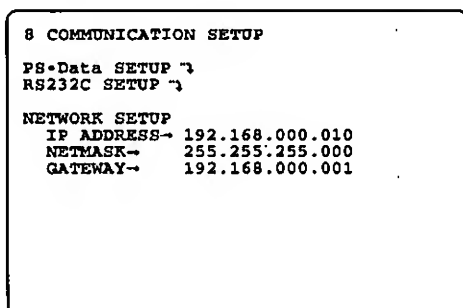 8 COMMUNICATION SETUP
PS•Data SETUP ↴
RS232C SETUP ↴
NETWORK SETUP
IP ADDRESS→ 192.168.000.010
NETMASK→ 255.255.255.000
GATEWAY→ 192.168.000.001